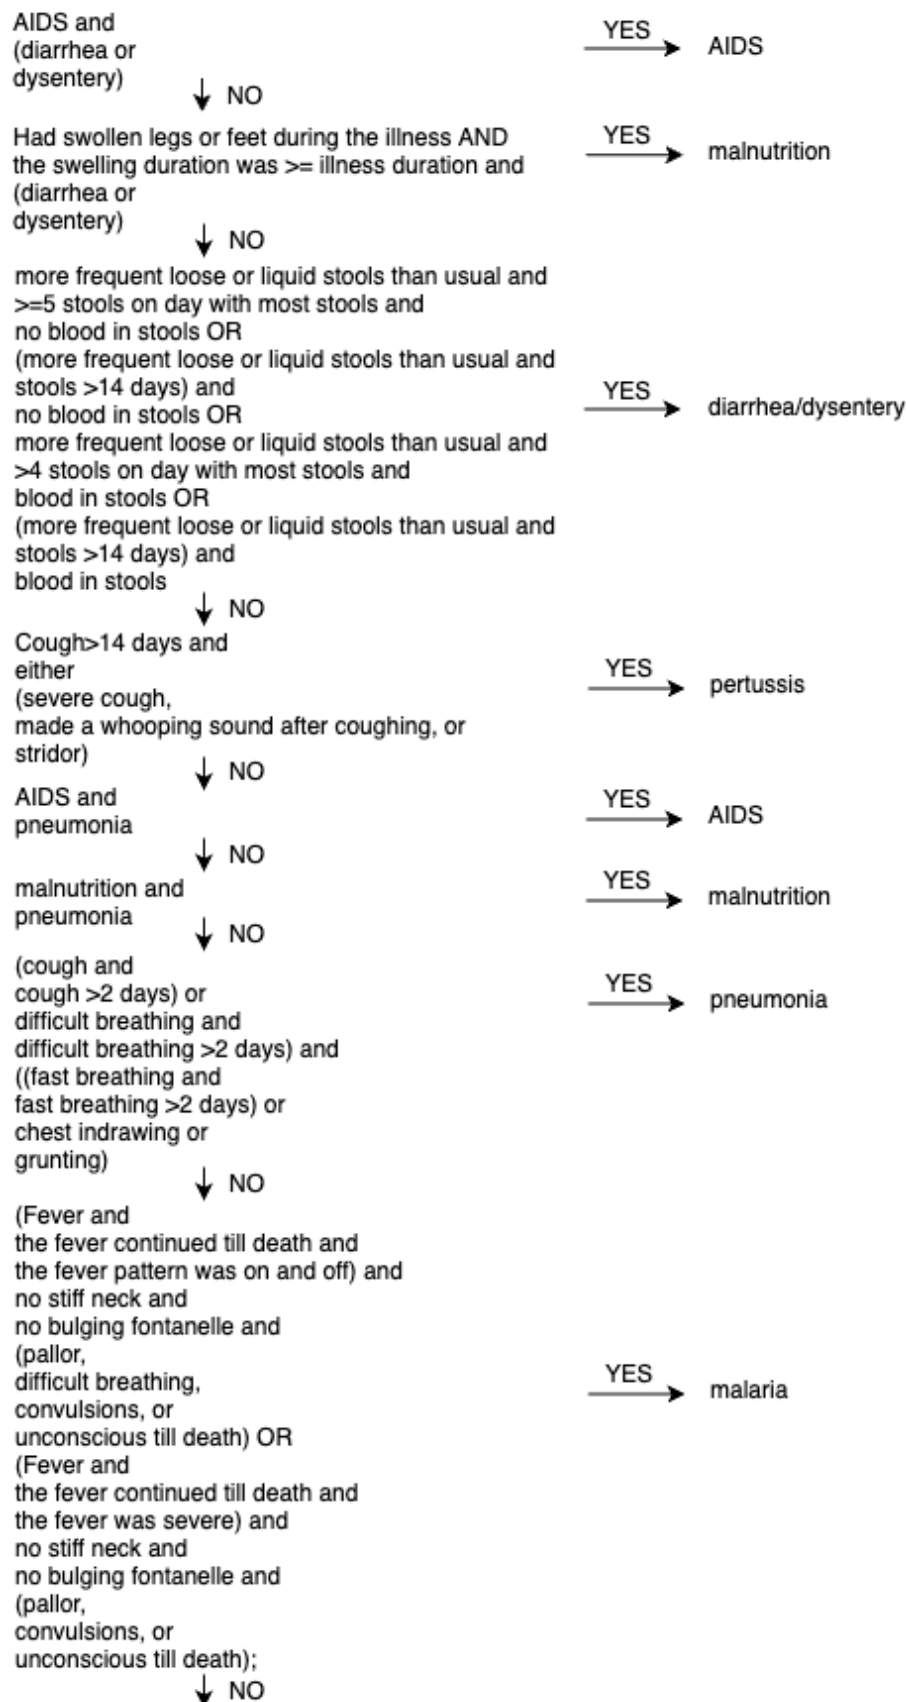 AIDS and
(diarrhea or
dysentery)
YES
AIDS
NO
Had swollen legs or feet during the illness AND
the swelling duration was >= illness duration and
(diarrhea or
dysentery)
YES
malnutrition
NO
more frequent loose or liquid stools than usual and
>=5 stools on day with most stools and
no blood in stools OR
(more frequent loose or liquid stools than usual and
stools >14 days) and
no blood in stools OR
more frequent loose or liquid stools than usual and
>4 stools on day with most stools and
blood in stools OR
(more frequent loose or liquid stools than usual and
stools >14 days) and
blood in stools
YES
diarrhea/dysentery
NO
Cough>14 days and
either
(severe cough,
made a whooping sound after coughing, or
stridor)
YES
pertussis
NO
AIDS and
pneumonia
YES
AIDS
NO
malnutrition and
pneumonia
YES
malnutrition
NO
(cough and
cough >2 days) or
difficult breathing and
difficult breathing >2 days) and
((fast breathing and
fast breathing >2 days) or
chest indrawing or
grunting)
YES
pneumonia
NO
(Fever and
the fever continued till death and
the fever pattern was on and off) and
no stiff neck and
no bulging fontanelle and
(pallor,
difficult breathing,
convulsions, or
unconscious till death) OR
(Fever and
the fever continued till death and
the fever was severe) and
no stiff neck and
no bulging fontanelle and
(pallor,
convulsions, or
unconscious till death);
YES
malaria
NO